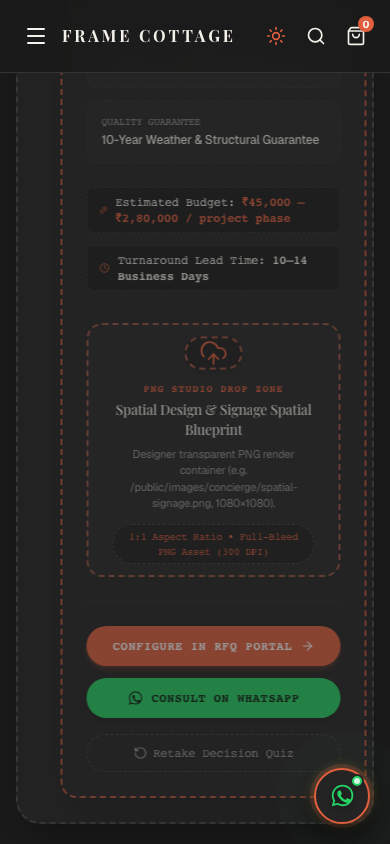 FRAME COTTAGE
0
QUALITY GUARANTEE
10-Year Weather & Structural Guarantee
Estimated Budget: ₹45,000 –
₹2,80,000 / project phase
Turnaround Lead Time: 10–14
Business Days
PNG STUDIO DROP ZONE
Spatial Design & Signage Spatial
Blueprint
Designer transparent PNG render
container (e.g.
/public/images/concierge/spatial-
signage.png, 1080×1080).
1:1 Aspect Ratio • Full-Bleed
PNG Asset (300 DPI)
CONFIGURE IN RFQ PORTAL →
CONSULT ON WHATSAPP
Retake Decision Quiz